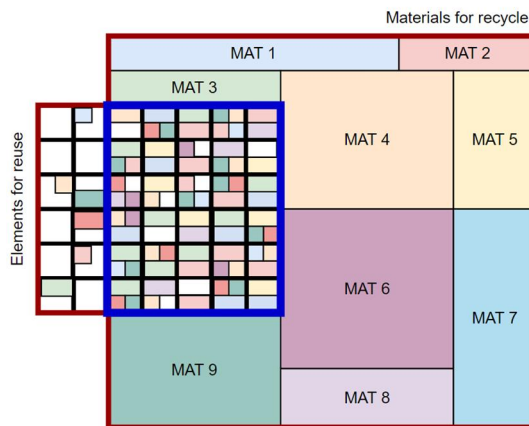 Materials for recycle
MAT 1
MAT 2
MAT 3
MAT 4
MAT 5
Elements for reuse
MAT 6
MAT 7
MAT 9
MAT 8